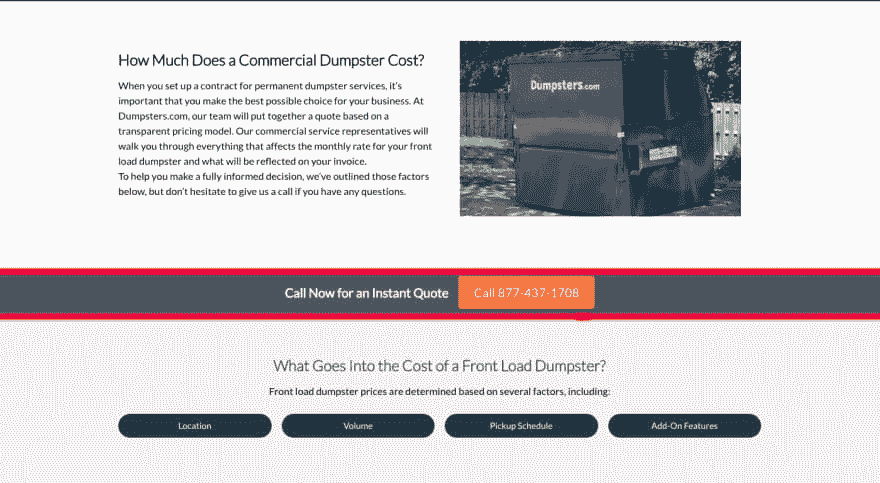 How Much Does a Commercial Dumpster Cost?
When you set up a contract for permanent dumpster services, it's
important that you make the best possible choice for your business. At
Dumpsters.com, our team will put together a quote based on a
transparent pricing model. Our commercial service representatives will
walk you through everything that affects the monthly rate for your front
load dumpster and what will be reflected on your invoice.
To help you make a fully informed decision, we've outlined those factors
below, but don't hesitate to give us a call if you have any questions.
Dumpsters.com
Call Now for an Instant Quote Call 877-437-1708
What Goes Into the Cost of a Front Load Dumpster?
Front load dumpster prices are determined based on several factors, including:
Location Volume Pickup Schedule Add-On Features